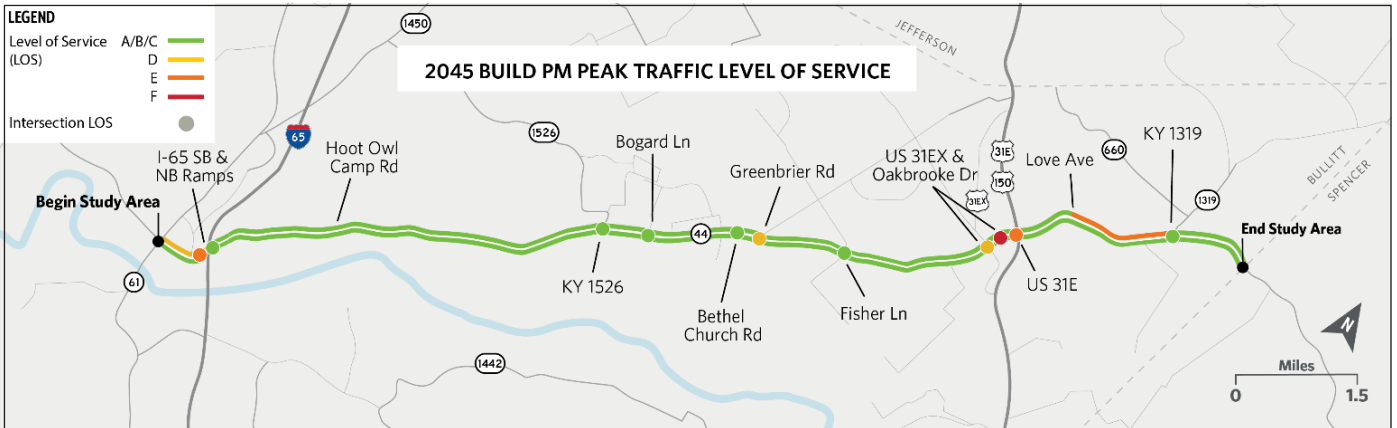 LEGEND
Level of Service A/B/C
(LOS) D
E
F
Intersection LOS
2045 BUILD PM PEAK TRAFFIC LEVEL OF SERVICE
1450
JEFFERSON
65
1526
I-65 SB &
NB Ramps
Hoot Owl
Camp Rd
Bogard Ln
Greenbrier Rd
US 31EX &
Oakbrooke Dr
31E
150
31EX
Love Ave
660
KY 1319
1319
BULLITT
SPENCER
Begin Study Area
End Study Area
44
61
KY 1526
Bethel
Church Rd
Fisher Ln
US 31E
1442
N
Miles
0 1.5